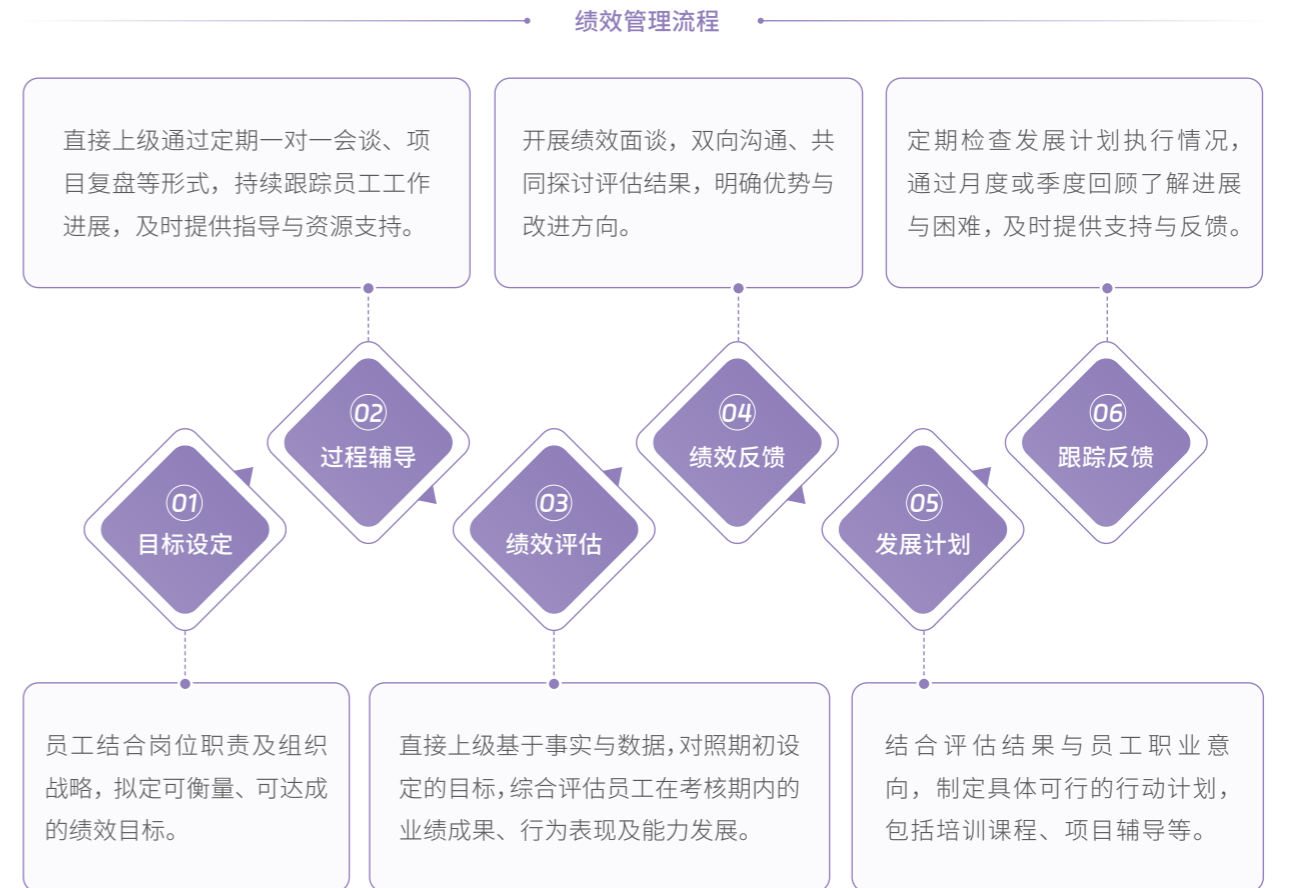 绩效管理流程
直接上级通过定期一对一会谈、项
目复盘等形式，持续跟踪员工工作
进展，及时提供指导与资源支持。
开展绩效面谈，双向沟通、共
同探讨评估结果，明确优势与
改进方向。
定期检查发展计划执行情况，
通过月度或季度回顾了解进展
与困难，及时提供支持与反馈。
01
目标设定
02
过程辅导
03
绩效评估
04
绩效反馈
05
发展计划
06
跟踪反馈
员工结合岗位职责及组织
战略，拟定可衡量、可达成
的绩效目标。
直接上级基于事实与数据，对照期初设
定的目标，综合评估员工在考核期内的
业绩成果、行为表现及能力发展。
结合评估结果与员工职业意
向，制定具体可行的行动计划，
包括培训课程、项目辅导等。